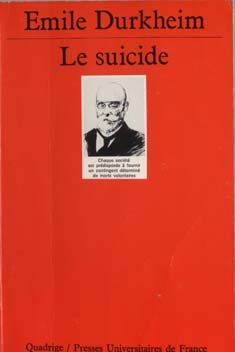 Emile Durkheim
Le suicide
Chaque société
est prédisposée à fournir
un contingent déterminé
de morts volontaires
Quadrige / Presses Universitaires de France